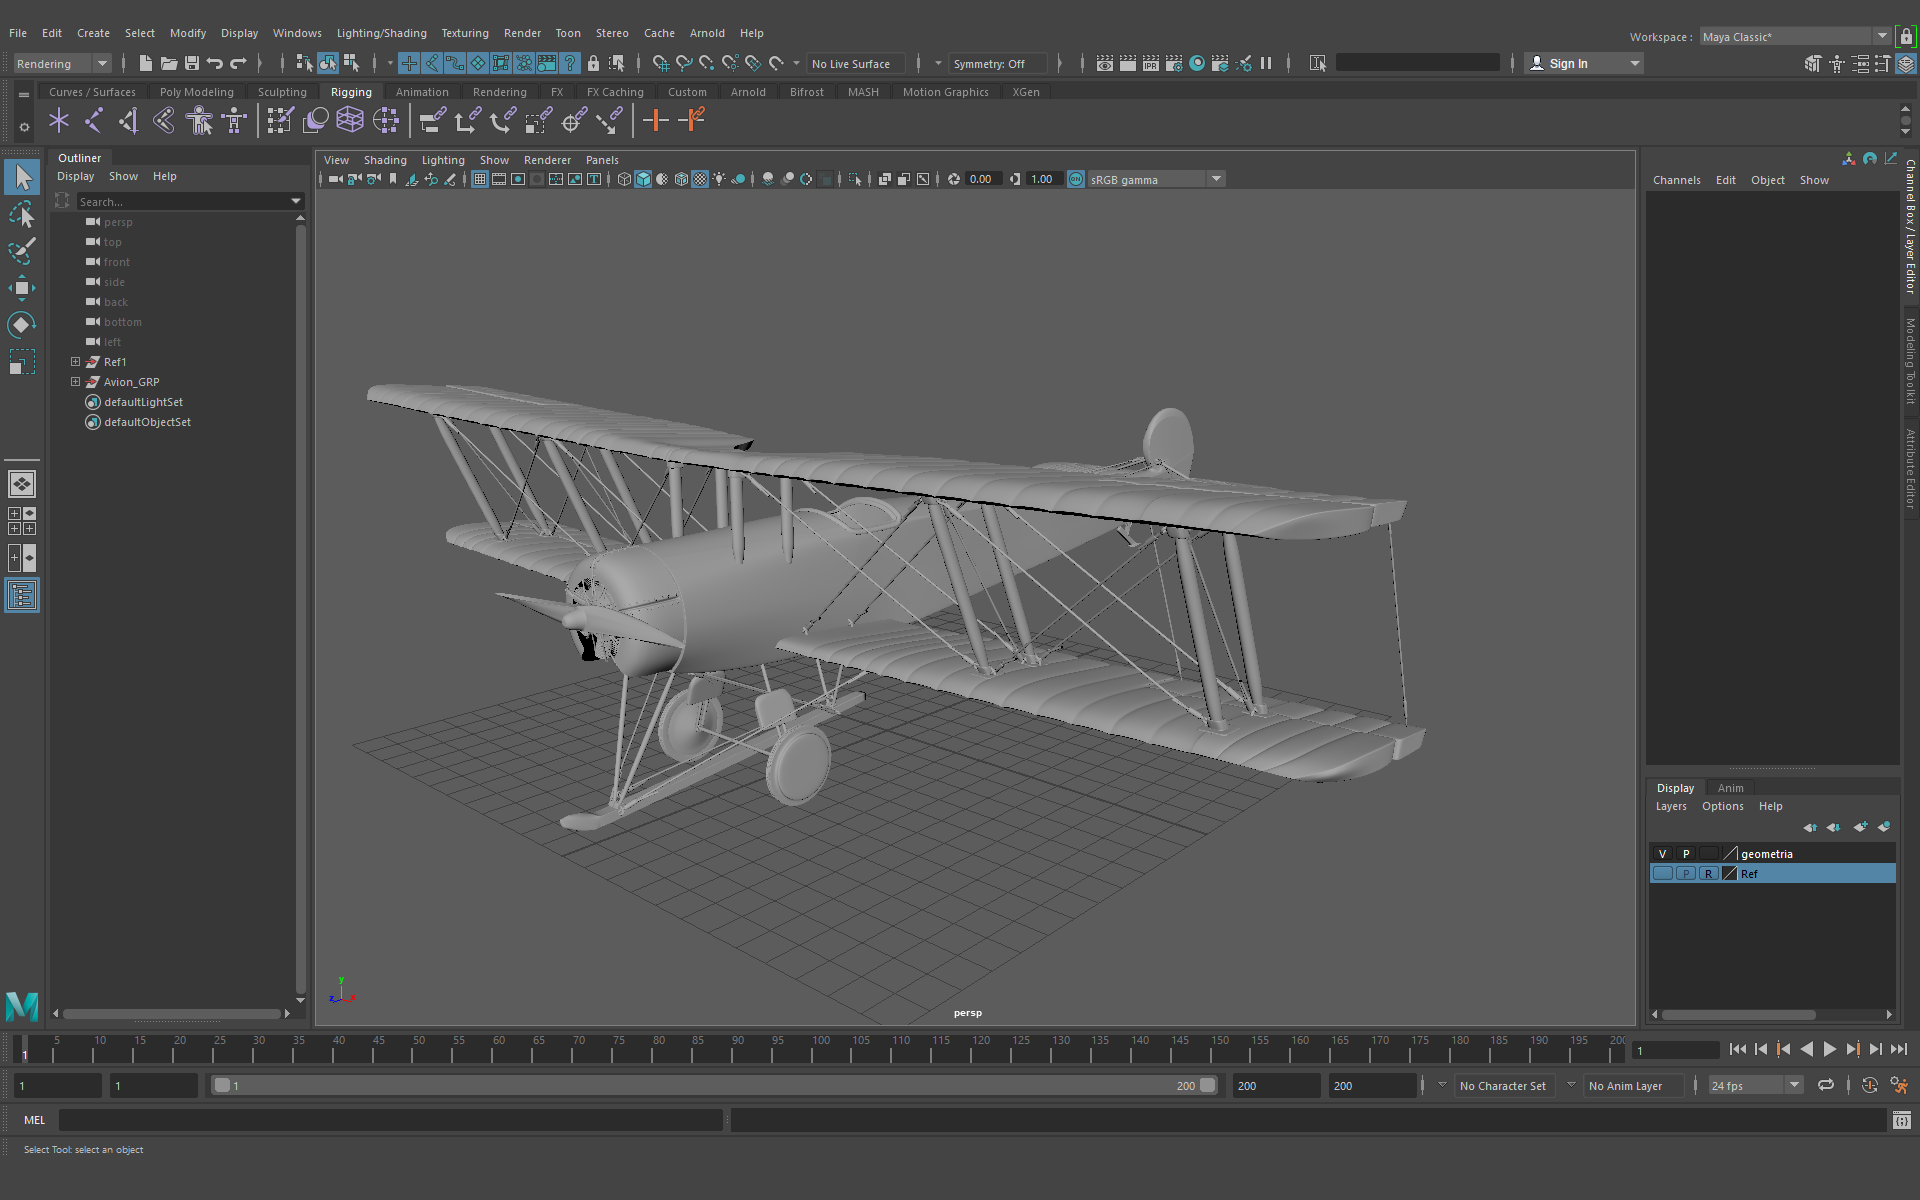 File Edit Create Select Modify Display Windows Lighting/Shading Texturing Render Toon Stereo Cache Arnold Help
Workspace : Maya Classic*
Rendering No Live Surface Symmetry: Off IPR Sign In
Curves / Surfaces Poly Modeling Sculpting Rigging Animation Rendering FX FX Caching Custom Arnold Bifrost MASH Motion Graphics XGen
Outliner
Display Show Help
Search...
persp
top
front
side
back
bottom
left
Ref1
Avion_GRP
defaultLightSet
defaultObjectSet
View Shading Lighting Show Renderer Panels
0.00 1.00 ON sRGB gamma
y
z x
persp
Channels Edit Object Show
Channel Box / Layer Editor
Modeling Toolkit
Attribute Editor
Display Anim
Layers Options Help
V P geometria
P R Ref
1 5 10 15 20 25 30 35 40 45 50 55 60 65 70 75 80 85 90 95 100 105 110 115 120 125 130 135 140 145 150 155 160 165 170 175 180 185 190 195 200 1
1 1 1 200 200 200 No Character Set No Anim Layer 24 fps
MEL
Select Tool: select an object